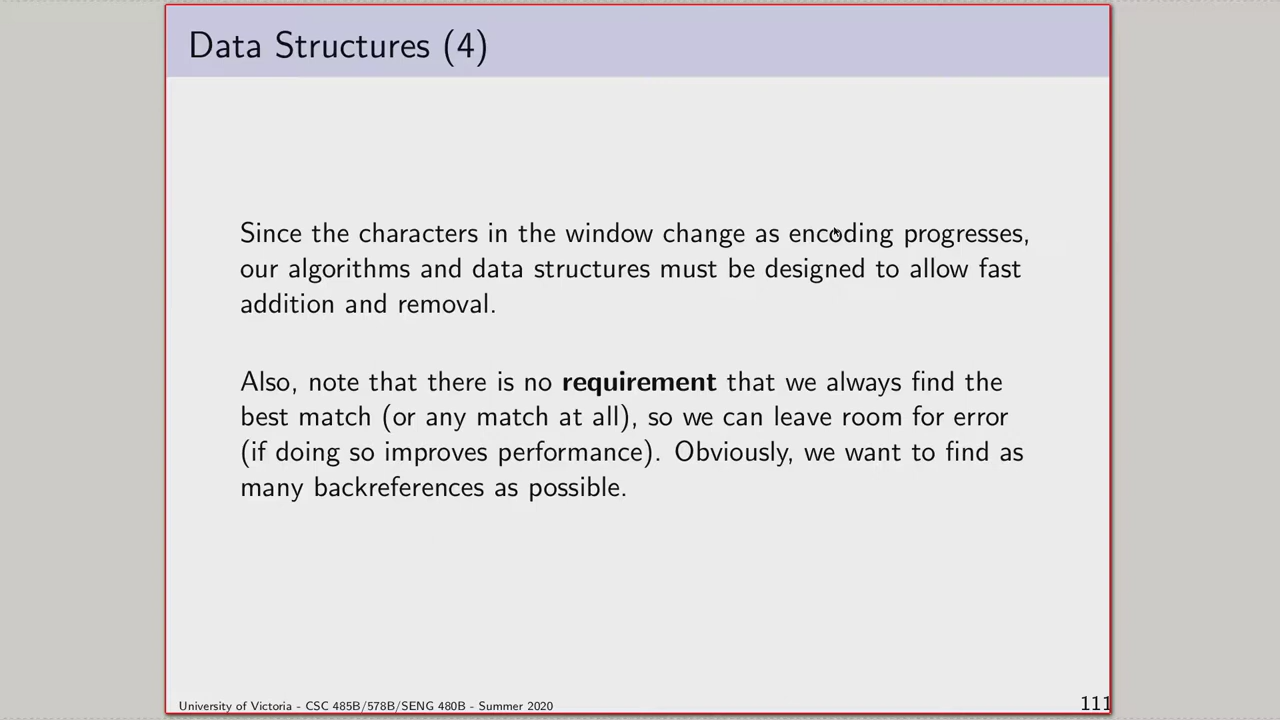 Data Structures (4)
Since the characters in the window change as encoding progresses,
our algorithms and data structures must be designed to allow fast
addition and removal.
Also, note that there is no requirement that we always find the
best match (or any match at all), so we can leave room for error
(if doing so improves performance). Obviously, we want to find as
many backreferences as possible.
University of Victoria - CSC 485B/578B/SENG 480B - Summer 2020
111